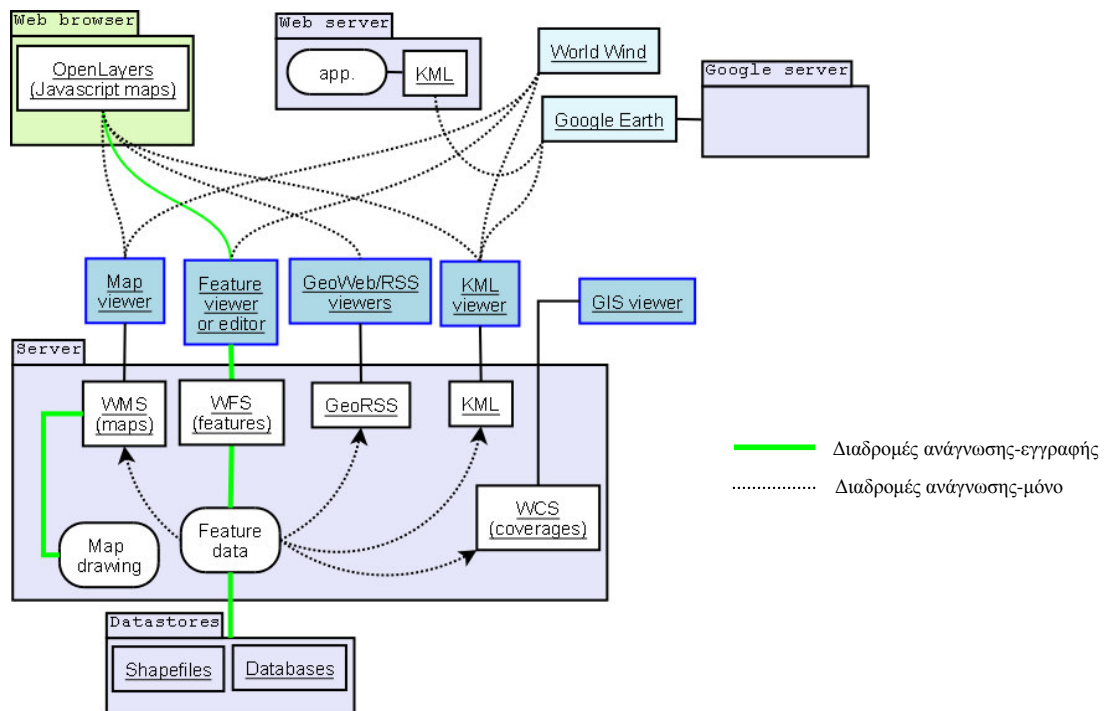 Web browser
OpenLayers
(Javascript maps)
Web server
app.
KML
World Wind
Google Earth
Google server
Map
viewer
Feature
viewer
or editor
GeoWeb/RSS
viewers
KML
viewer
GIS viewer
Server
WMS
(maps)
WFS
(features)
GeoRSS
KML
WCS
(coverages)
Map
drawing
Feature
data
Datastores
Shapefiles
Databases
Διαδρομές ανάγνωσης-εγγραφής
Διαδρομές ανάγνωσης-μόνο